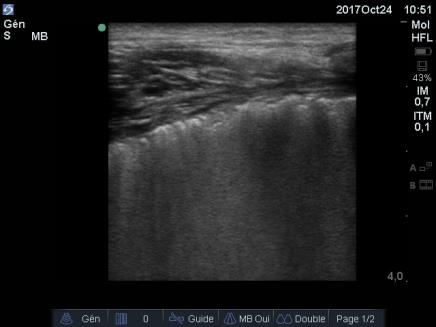 2017Oct24 10:51
Gén
S MB
Mol
HFL
43%
IM
0,7
ITM
0,1
A
B
4,0
Gén 0 Guide MB Oui Double Page 1/2